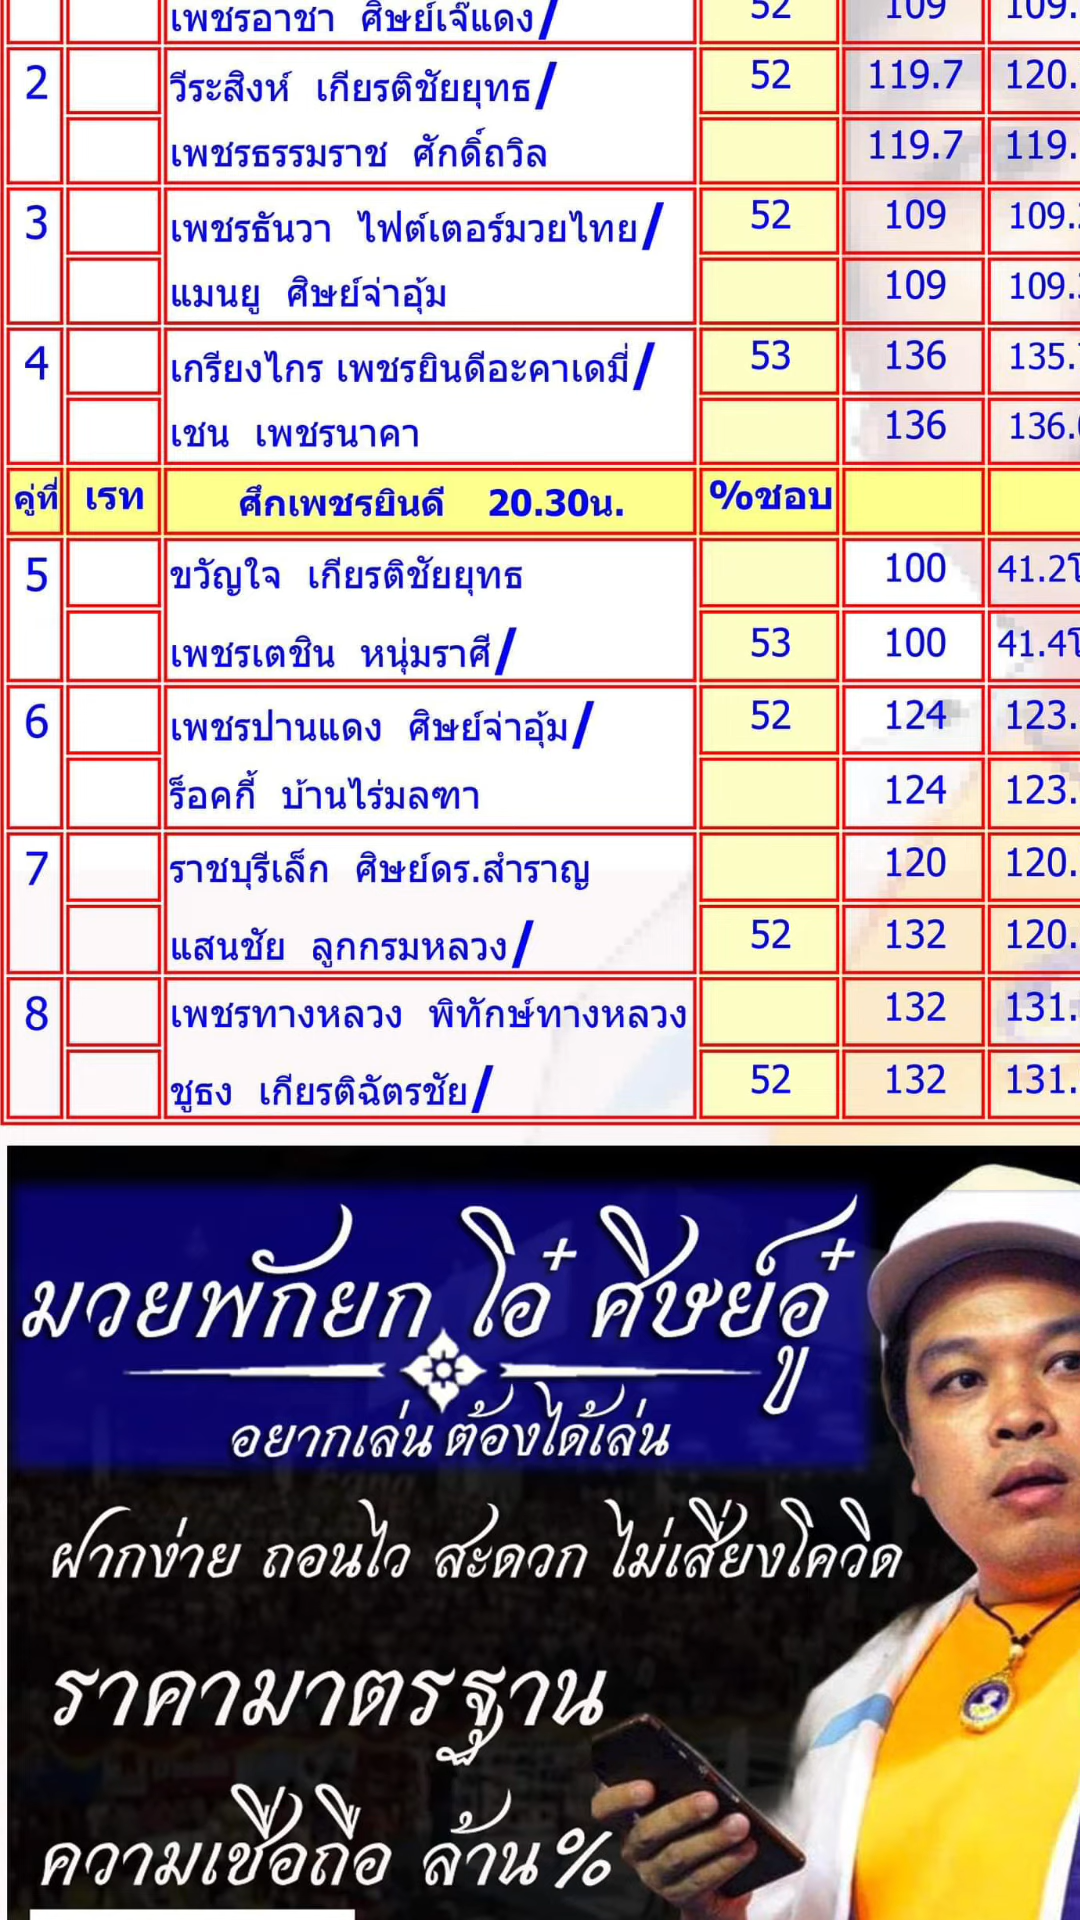 เพชรอาชา ศิษย์เจ๊แดง/ 52 109 109.
2 วีระสิงห์ เกียรติชัยยุทธ/ 52 119.7 120.
เพชรธรรมราช ศักดิ์ถวิล 119.7 119.
3 เพชรธันวา ไฟต์เตอร์มวยไทย/ 52 109 109.
แมนยู ศิษย์จ่าอุ้ม 109 109.
4 เกรียงไกร เพชรยินดีอะคาเดมี่/ 53 136 135.
เชน เพชรนาคา 136 136.
คู่ที่ เรท ศึกเพชรยินดี 20.30น. %ชอบ
5 ขวัญใจ เกียรติชัยยุทธ 100 41.2
เพชรเตชิน หนุ่มราศี/ 53 100 41.4
6 เพชรปานแดง ศิษย์จ่าอุ้ม/ 52 124 123.
ร็อคกี้ บ้านไร่มลฑา 124 123.
7 ราชบุรีเล็ก ศิษย์ดร.สำราญ 120 120.
แสนชัย ลูกกรมหลวง/ 52 132 120.
8 เพชรทางหลวง พิทักษ์ทางหลวง 132 131.
ชูธง เกียรติฉัตรชัย/ 52 132 131.
มวยพักยก โอ๋ ศิษย์อู๋
อยากเล่น ต้องได้เล่น
ฝากง่าย ถอนไว สะดวก ไม่เสี่ยงโควิด
ราคามาตรฐาน
ความเชื่อถือ ล้าน%